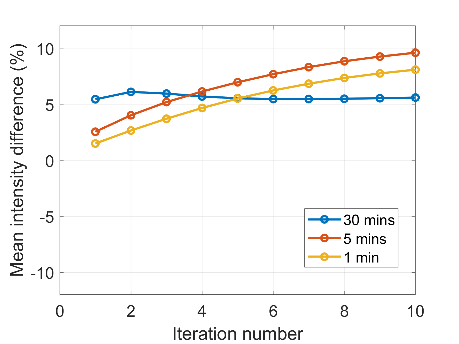 Mean intensity difference (%)
10
5
0
-5
-10
0
2
4
6
8
10
Iteration number
30 mins
5 mins
1 min